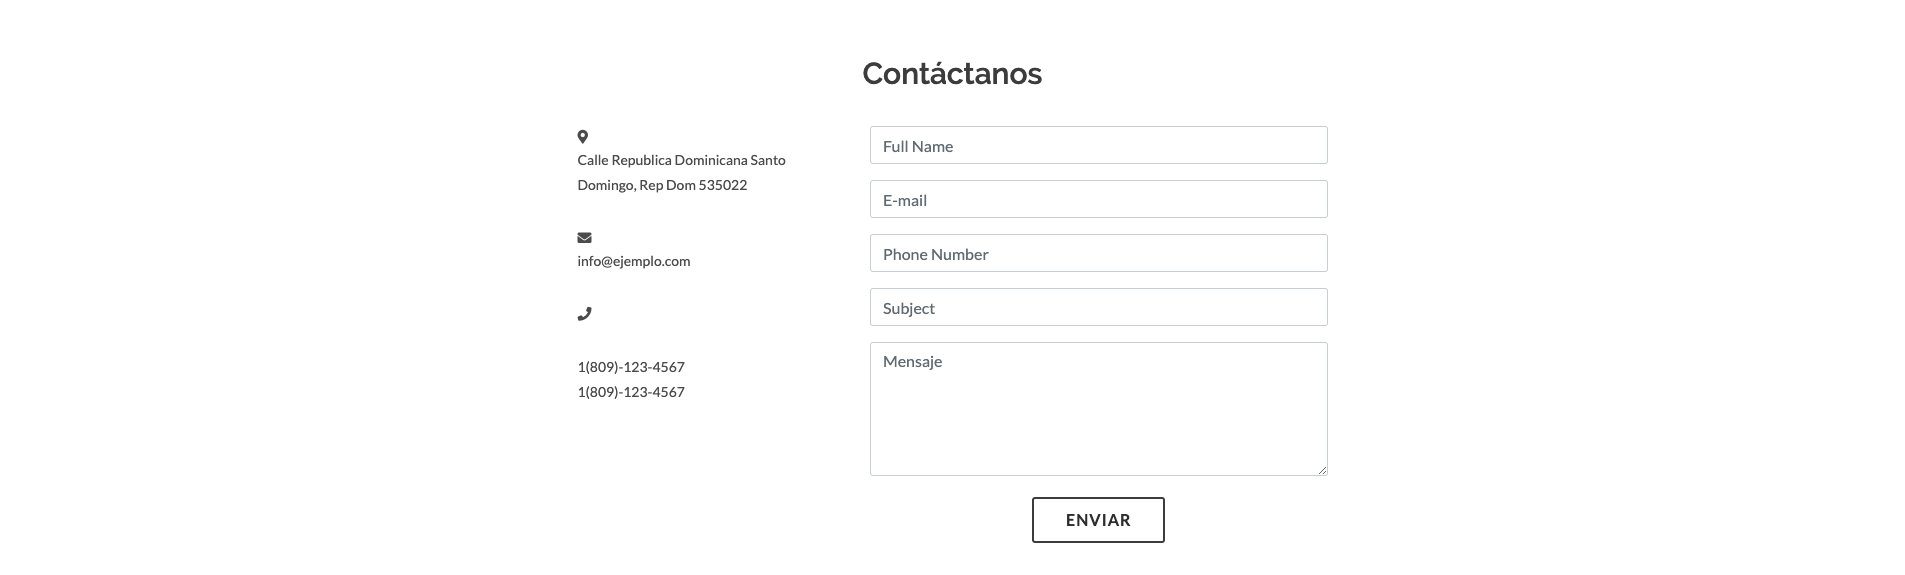 Contáctanos
Calle Republica Dominicana Santo
Domingo, Rep Dom 535022
info@ejemplo.com
1(809)-123-4567
1(809)-123-4567
Full Name
E-mail
Phone Number
Subject
Mensaje
ENVIAR